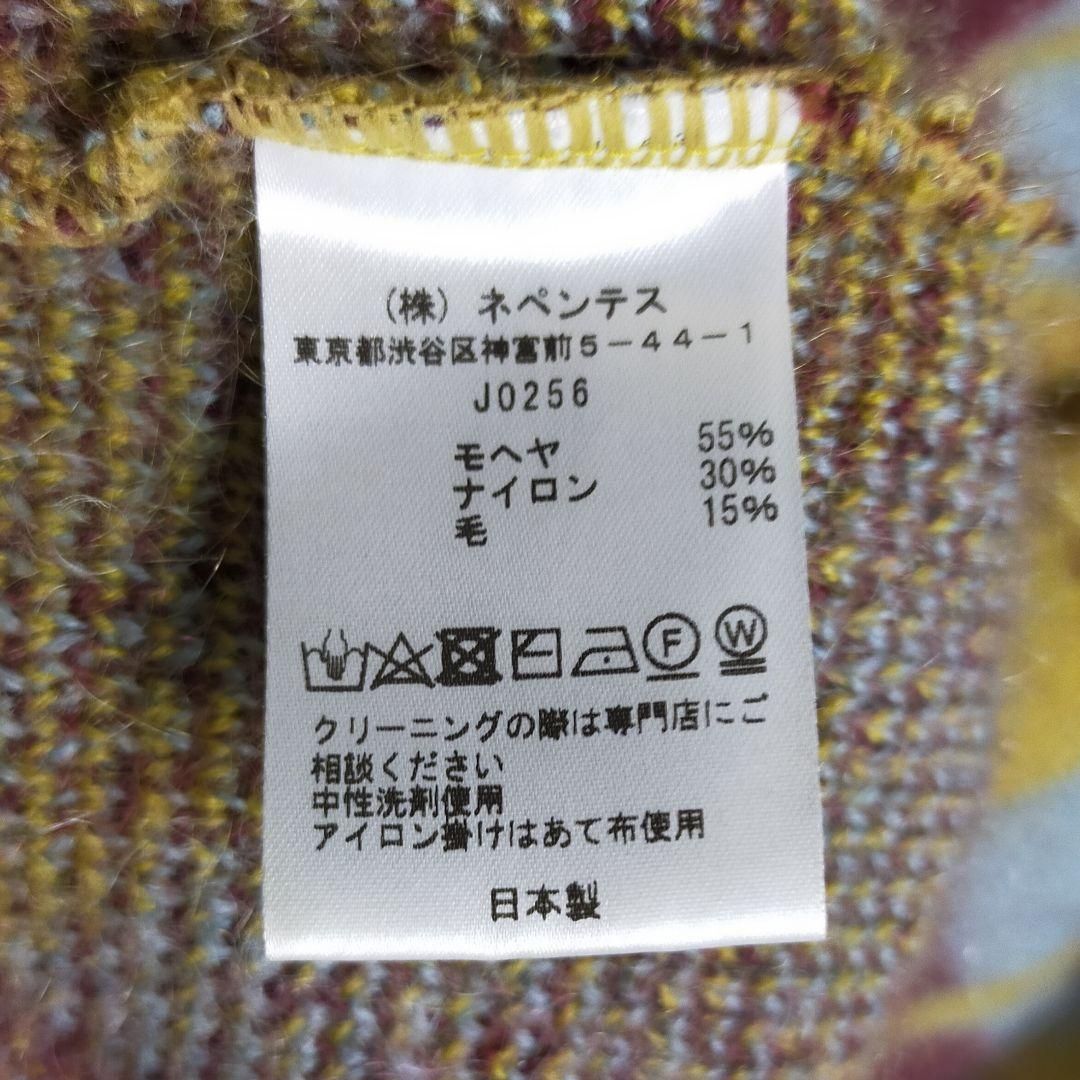 (株) ネペンテス
東京都渋谷区神宮前5-44-1
J0256
モヘヤ 55%
ナイロン 30%
毛 15%
F W
クリーニングの際は専門店にご
相談ください
中性洗剤使用
アイロン掛けはあて布使用
日本製